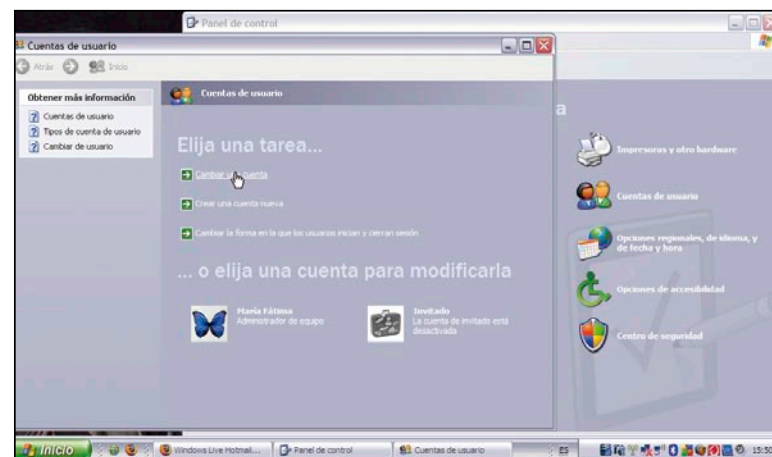 Panel de control
Cuentas de usuario
Atrás
Inicio
Obtener más información
Cuentas de usuario
Tipos de cuenta de usuario
Cambiar de usuario
Cuentas de usuario
Elija una tarea...
Cambiar una cuenta
Crear una cuenta nueva
Cambiar la forma en la que los usuarios inician y cierran sesión
... o elija una cuenta para modificarla
María Fátima
Administrador de equipo
Invitado
La cuenta de invitado está
desactivada
a
Impresoras y otro hardware
Cuentas de usuario
Opciones regionales, de idioma, y
de fecha y hora
Opciones de accesibilidad
Centro de seguridad
Inicio
Windows Live Hotmail...
Panel de control
Cuentas de usuario
ES
15:50